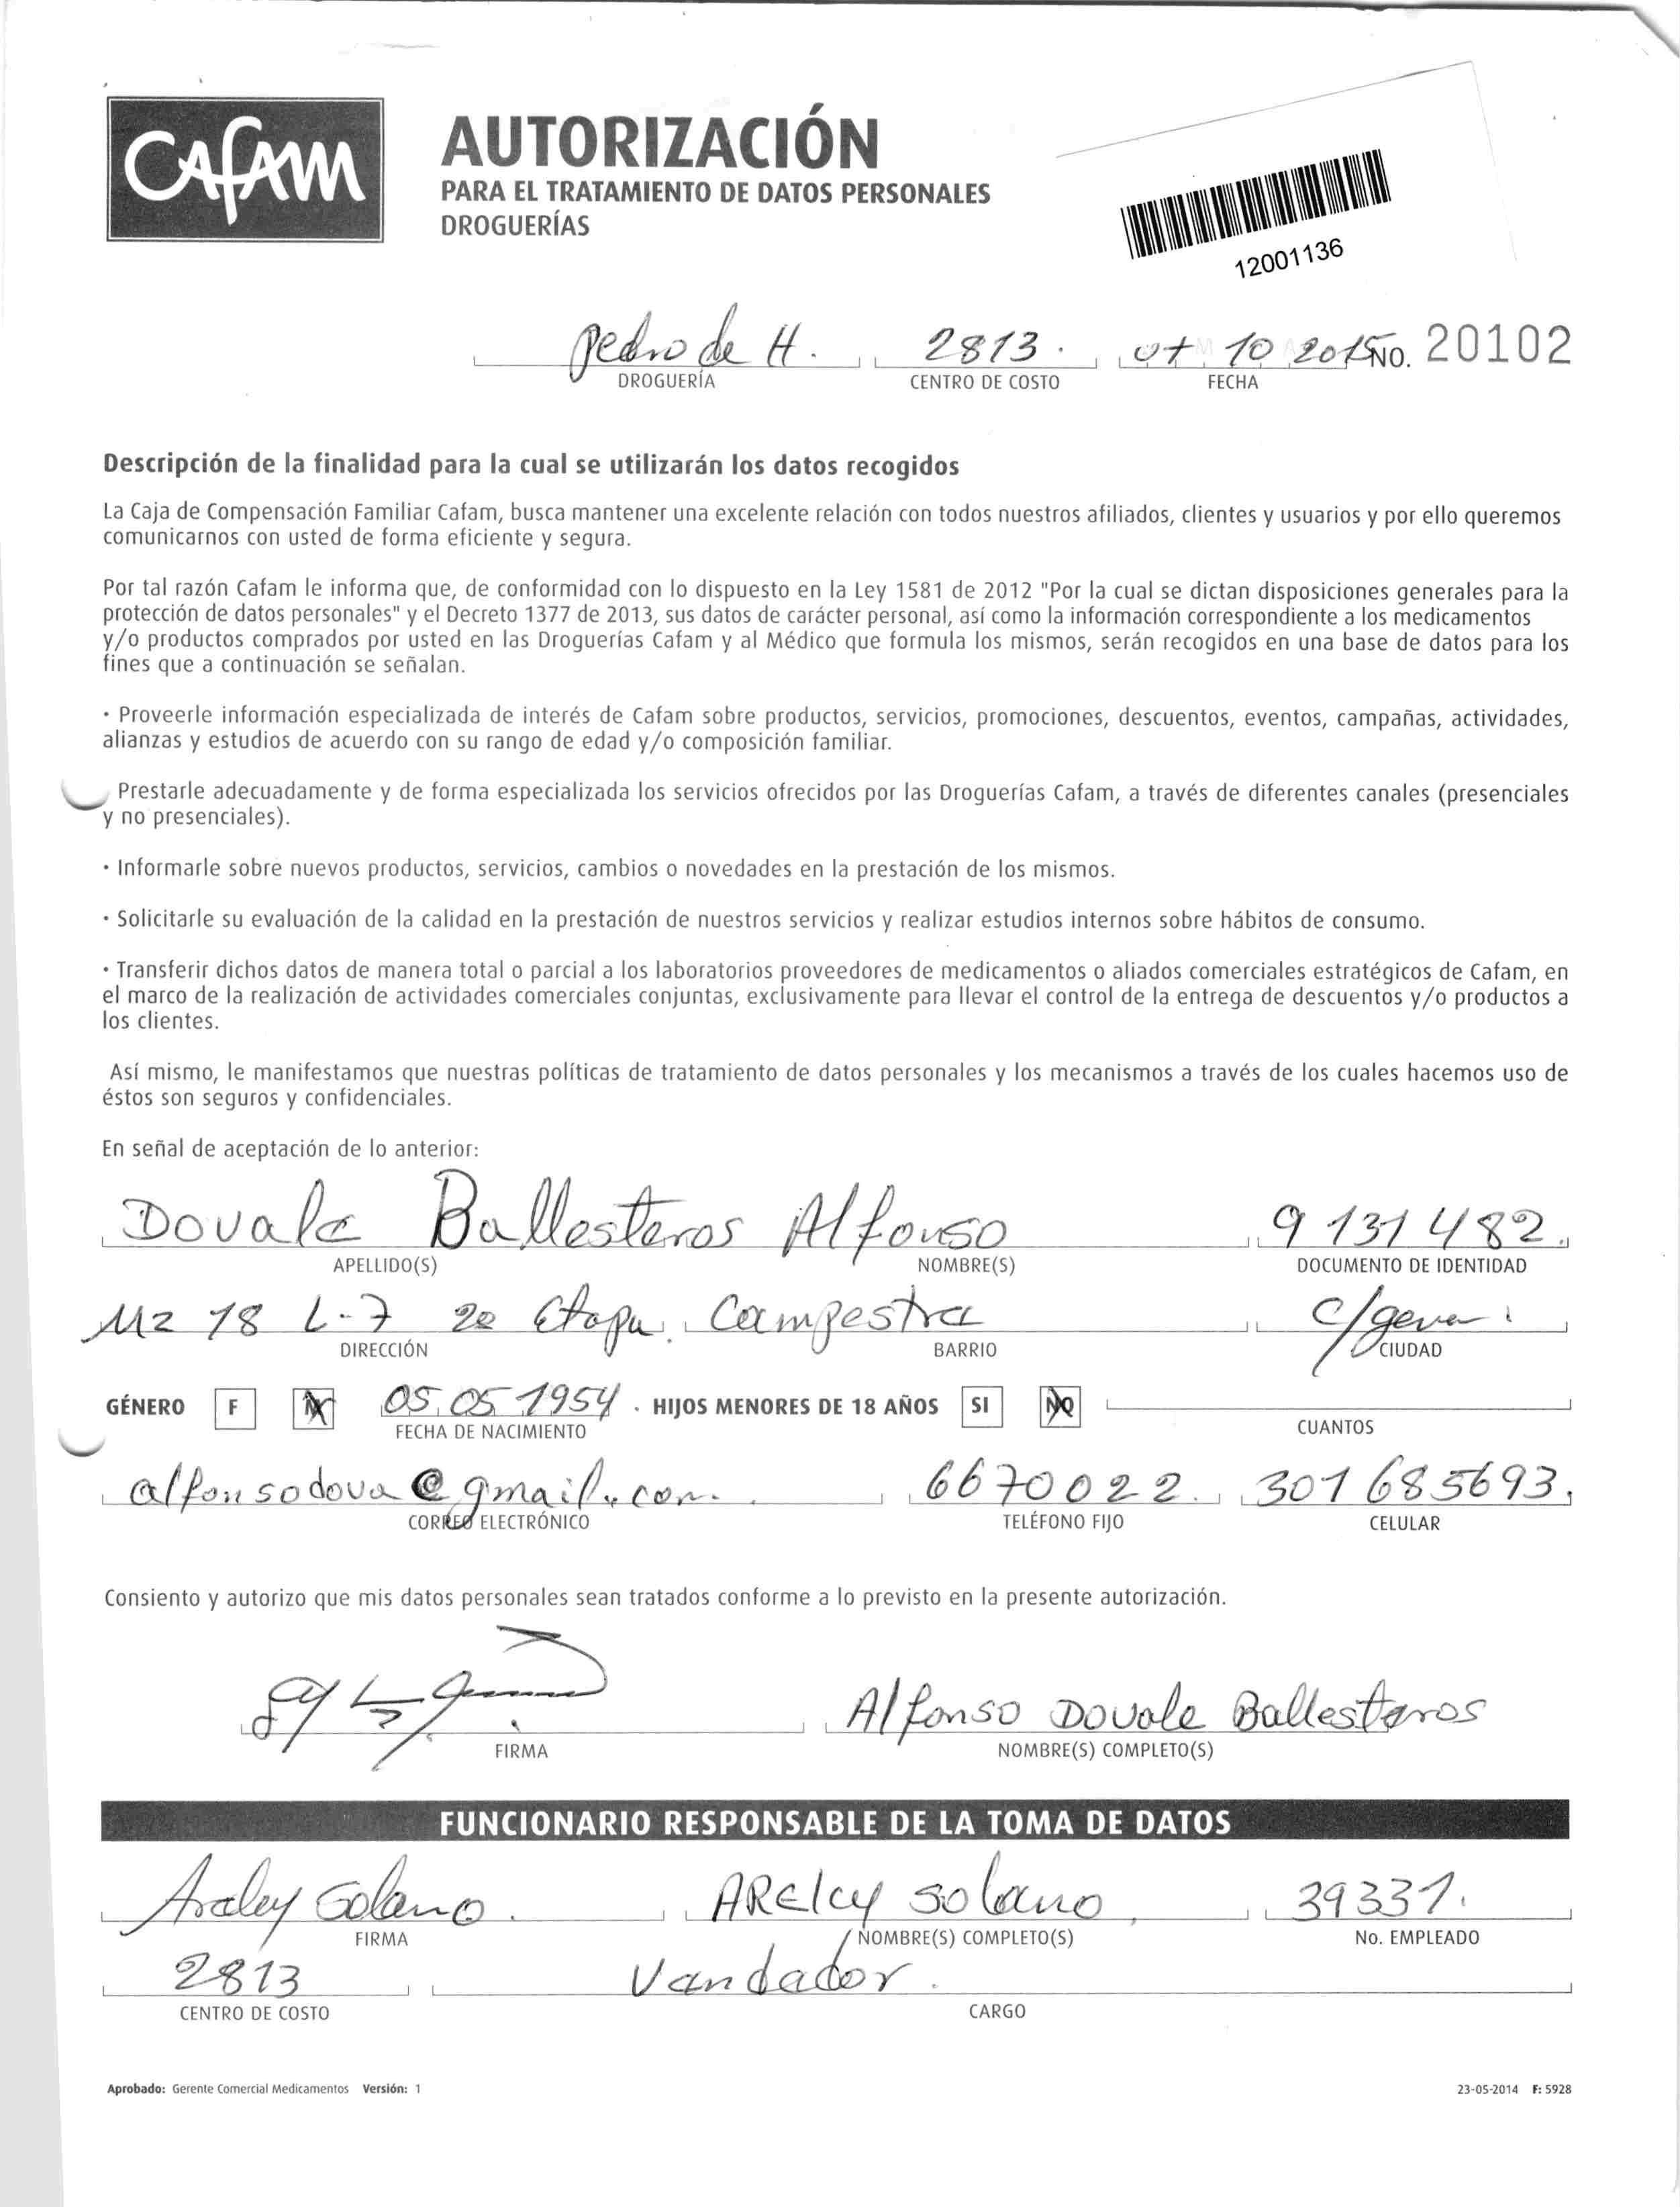 CAFAM
AUTORIZACIÓN
PARA EL TRATAMIENTO DE DATOS PERSONALES
DROGUERÍAS
12001136
Pedro de H. 2813. 07 10 2015 NO. 20102
DROGUERÍA CENTRO DE COSTO FECHA
Descripción de la finalidad para la cual se utilizarán los datos recogidos
La Caja de Compensación Familiar Cafam, busca mantener una excelente relación con todos nuestros afiliados, clientes y usuarios y por ello queremos
comunicarnos con usted de forma eficiente y segura.
Por tal razón Cafam le informa que, de conformidad con lo dispuesto en la Ley 1581 de 2012 "Por la cual se dictan disposiciones generales para la
protección de datos personales" y el Decreto 1377 de 2013, sus datos de carácter personal, así como la información correspondiente a los medicamentos
y/o productos comprados por usted en las Droguerías Cafam y al Médico que formula los mismos, serán recogidos en una base de datos para los
fines que a continuación se señalan.
• Proveerle información especializada de interés de Cafam sobre productos, servicios, promociones, descuentos, eventos, campañas, actividades,
alianzas y estudios de acuerdo con su rango de edad y/o composición familiar.
Prestarle adecuadamente y de forma especializada los servicios ofrecidos por las Droguerías Cafam, a través de diferentes canales (presenciales
y no presenciales).
• Informarle sobre nuevos productos, servicios, cambios o novedades en la prestación de los mismos.
• Solicitarle su evaluación de la calidad en la prestación de nuestros servicios y realizar estudios internos sobre hábitos de consumo.
• Transferir dichos datos de manera total o parcial a los laboratorios proveedores de medicamentos o aliados comerciales estratégicos de Cafam, en
el marco de la realización de actividades comerciales conjuntas, exclusivamente para llevar el control de la entrega de descuentos y/o productos a
los clientes.
Así mismo, le manifestamos que nuestras políticas de tratamiento de datos personales y los mecanismos a través de los cuales hacemos uso de
éstos son seguros y confidenciales.
En señal de aceptación de lo anterior:
Dovale Ballesteros Alfonso 9 131 482.
APELLIDO(S) NOMBRE(S) DOCUMENTO DE IDENTIDAD
Mz 18 L-7 2e Etapa. Campestre C/gena
DIRECCIÓN BARRIO CIUDAD
GÉNERO F M 05 05 1954 . HIJOS MENORES DE 18 AÑOS SI NO
FECHA DE NACIMIENTO CUANTOS
alfonsodova@gmail.com. 6670022. 301 685693.
CORREO ELECTRÓNICO TELÉFONO FIJO CELULAR
Consiento y autorizo que mis datos personales sean tratados conforme a lo previsto en la presente autorización.
Alfonso Dovale Ballesteros
FIRMA NOMBRE(S) COMPLETO(S)
FUNCIONARIO RESPONSABLE DE LA TOMA DE DATOS
Arcley Solano. ARElcy Solano. 39331.
FIRMA NOMBRE(S) COMPLETO(S) No. EMPLEADO
2813 Vendedor.
CENTRO DE COSTO CARGO
Aprobado: Gerente Comercial Medicamentos Versión: 1 23-05-2014 F: 5928